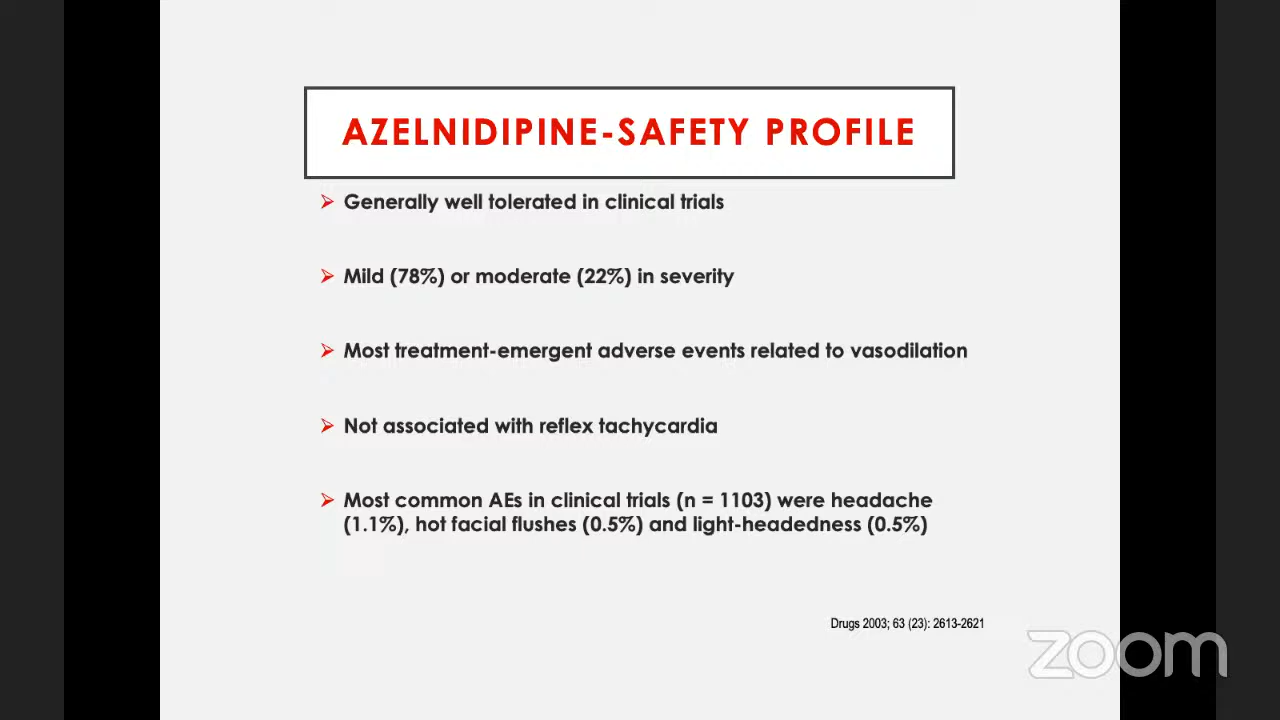 AZELNIDIPINE-SAFETY PROFILE
Generally well tolerated in clinical trials
Mild (78%) or moderate (22%) in severity
Most treatment-emergent adverse events related to vasodilation
Not associated with reflex tachycardia
Most common AEs in clinical trials (n = 1103) were headache
(1.1%), hot facial flushes (0.5%) and light-headedness (0.5%)
Drugs 2003; 63 (23): 2613-2621
zoom